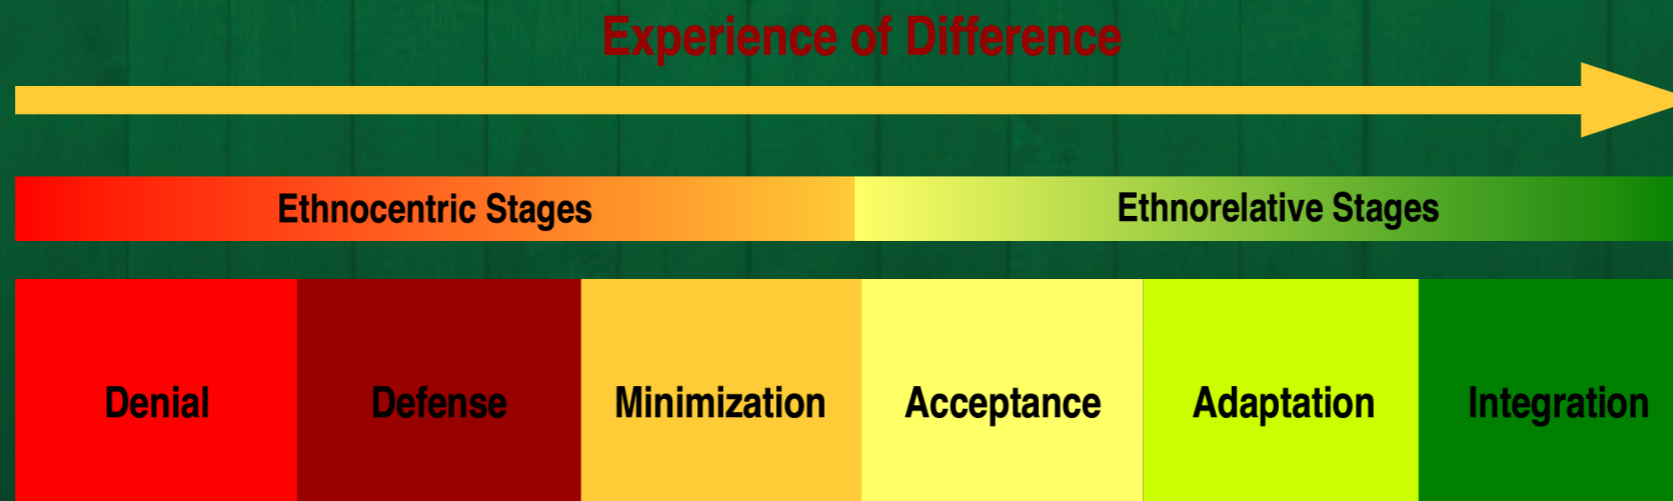 Experience of Difference
Ethnocentric Stages
Ethnorelative Stages
Denial
Defense
Minimization
Acceptance
Adaptation
Integration